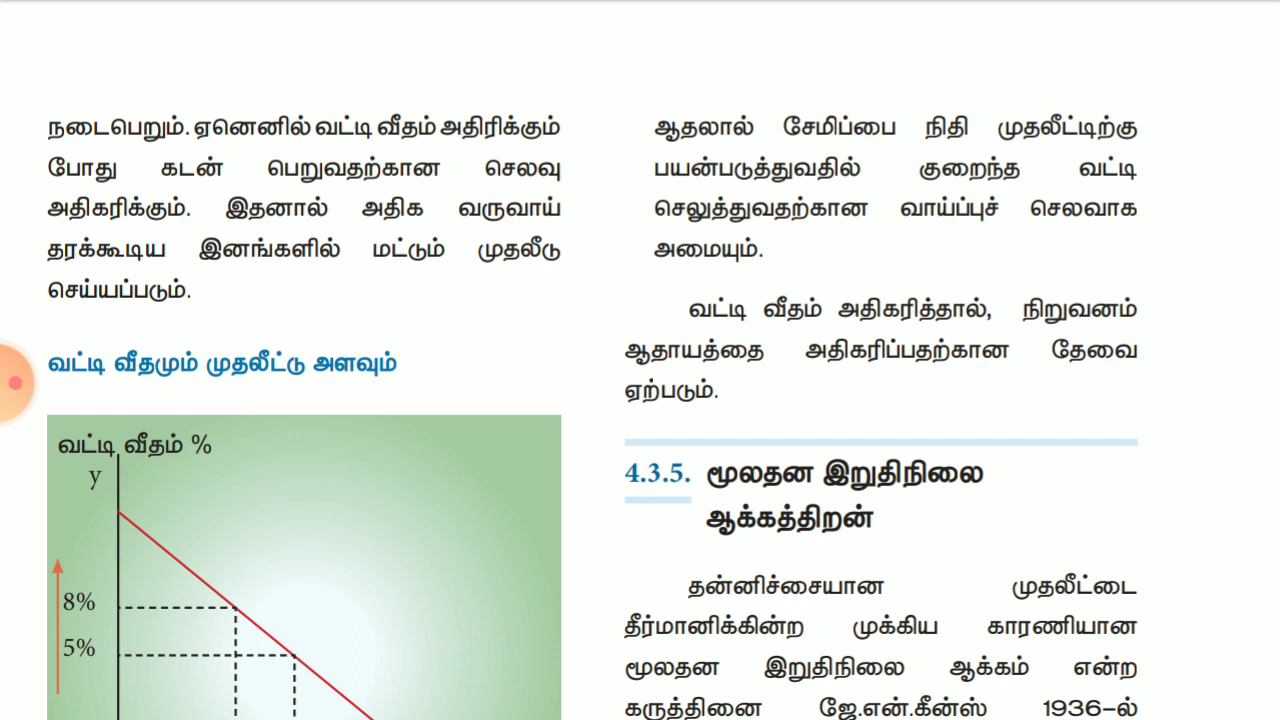 நடைபெறும். ஏனெனில் வட்டி வீதம் அதிரிக்கும்
போது கடன் பெறுவதற்கான செலவு
அதிகரிக்கும். இதனால் அதிக வருவாய்
தரக்கூடிய இனங்களில் மட்டும் முதலீடு
செய்யப்படும்.
வட்டி வீதமும் முதலீட்டு அளவும்
வட்டி வீதம் %
y
8%
5%
ஆதலால் சேமிப்பை நிதி முதலீட்டிற்கு
பயன்படுத்துவதில் குறைந்த வட்டி
செலுத்துவதற்கான வாய்ப்புச் செலவாக
அமையும்.
வட்டி வீதம் அதிகரித்தால், நிறுவனம்
ஆதாயத்தை அதிகரிப்பதற்கான தேவை
ஏற்படும்.
4.3.5. மூலதன இறுதிநிலை
ஆக்கத்திறன்
தன்னிச்சையான முதலீட்டை
தீர்மானிக்கின்ற முக்கிய காரணியான
மூலதன இறுதிநிலை ஆக்கம் என்ற
கருத்தினை ஜே.என்.கீன்ஸ் 1936–ல்